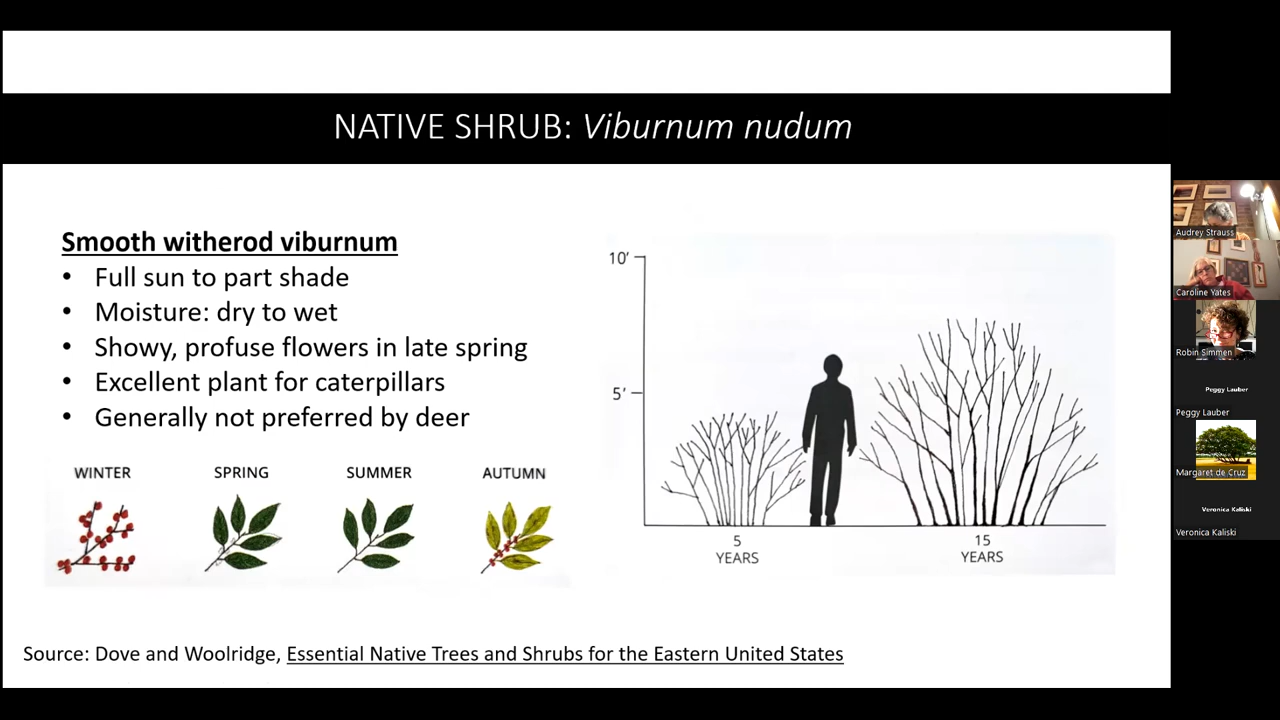 NATIVE SHRUB: Viburnum nudum
Smooth witherod viburnum
• Full sun to part shade
• Moisture: dry to wet
• Showy, profuse flowers in late spring
• Excellent plant for caterpillars
• Generally not preferred by deer
WINTER SPRING SUMMER AUTUMN
10'
5'
5 YEARS
15 YEARS
Source: Dove and Woolridge, Essential Native Trees and Shrubs for the Eastern United States
Audrey Strauss
Caroline Yates
Robin Simmen
Peggy Lauber
Peggy Lauber
Margaret de Cruz
Veronica Kaliski
Veronica Kaliski